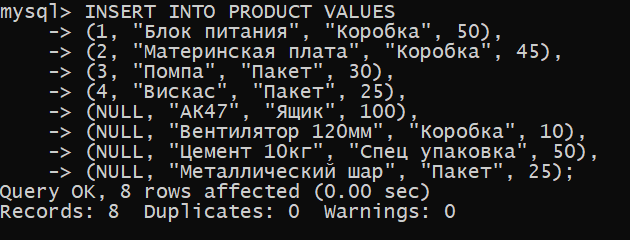 mysql> INSERT INTO PRODUCT VALUES
    -> (1, "Блок питания", "Коробка", 50),
    -> (2, "Материнская плата", "Коробка", 45),
    -> (3, "Помпа", "Пакет", 30),
    -> (4, "Вискас", "Пакет", 25),
    -> (NULL, "АК47", "Ящик", 100),
    -> (NULL, "Вентилятор 120мм", "Коробка", 10),
    -> (NULL, "Цемент 10кг", "Спец упаковка", 50),
    -> (NULL, "Металлический шар", "Пакет", 25);
Query OK, 8 rows affected (0.00 sec)
Records: 8  Duplicates: 0  Warnings: 0